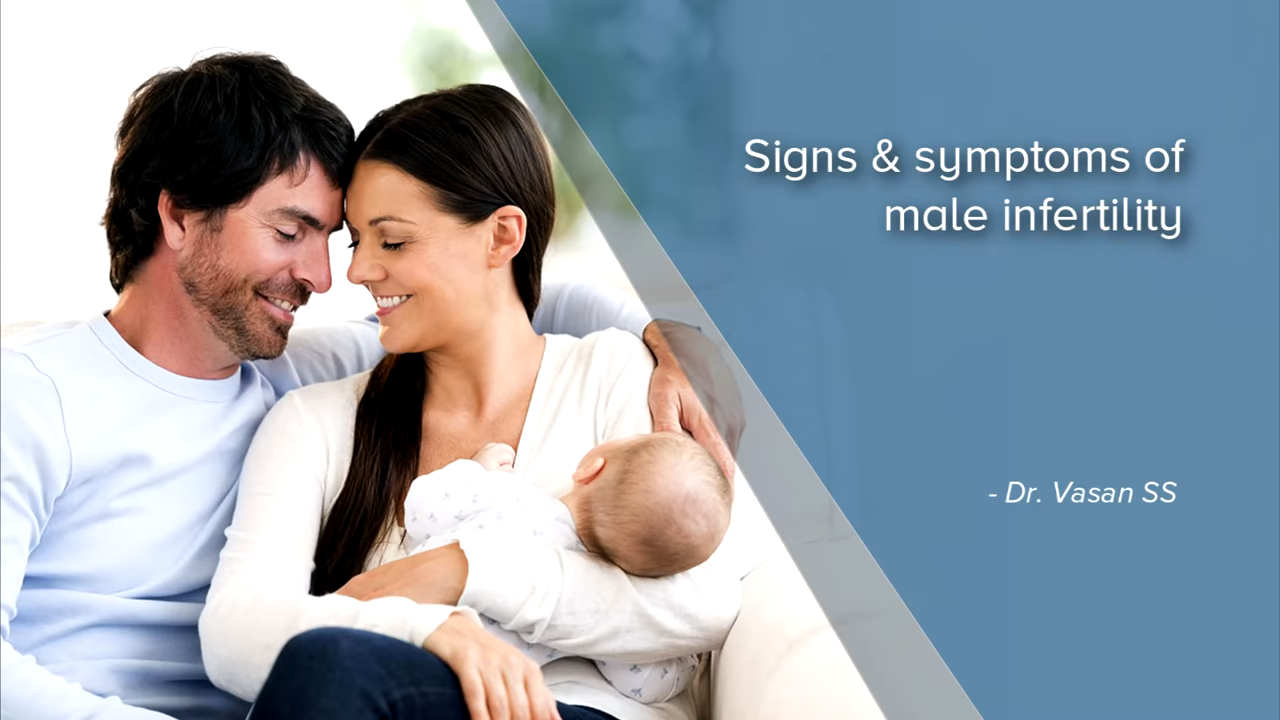 Signs & symptoms of
male infertility
- Dr. Vasan SS